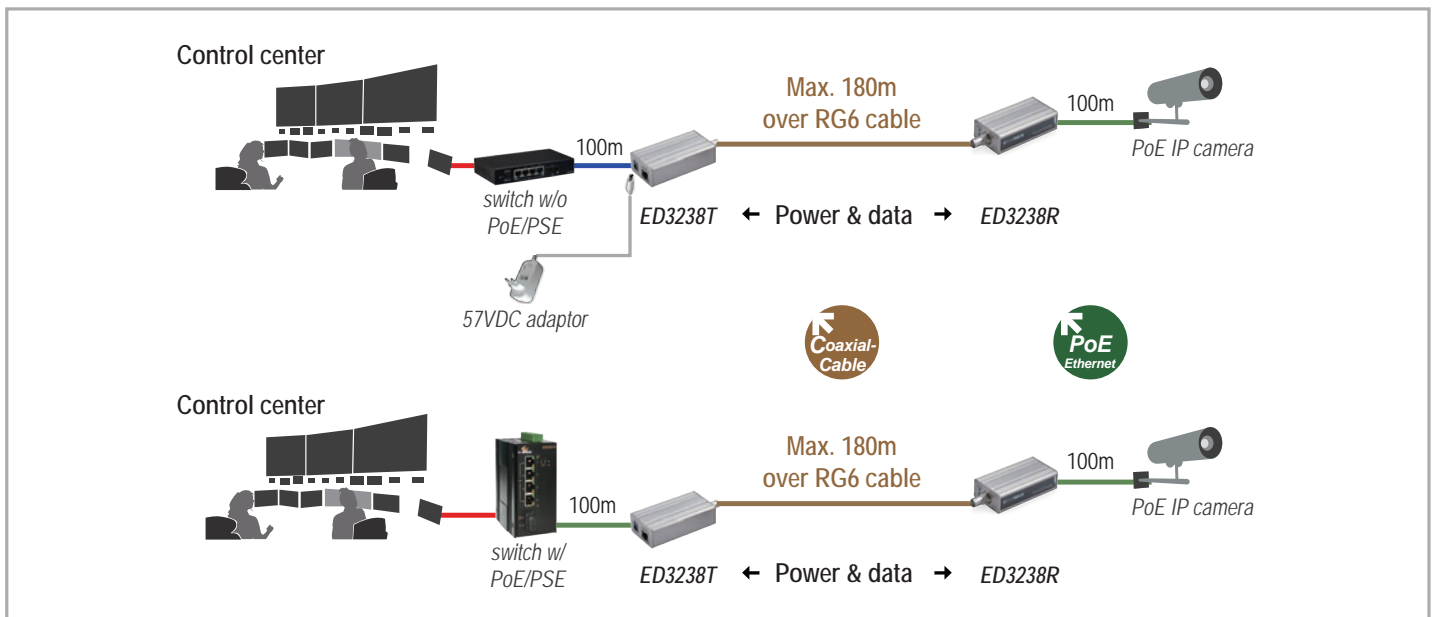 Control center
Max. 180m
over RG6 cable
100m
100m
PoE IP camera
switch w/o
PoE/PSE
ED3238T
← Power & data →
ED3238R
57VDC adaptor
Coaxial-
Cable
PoE
Ethernet
Control center
Max. 180m
over RG6 cable
100m
100m
PoE IP camera
switch w/
PoE/PSE
ED3238T
← Power & data →
ED3238R